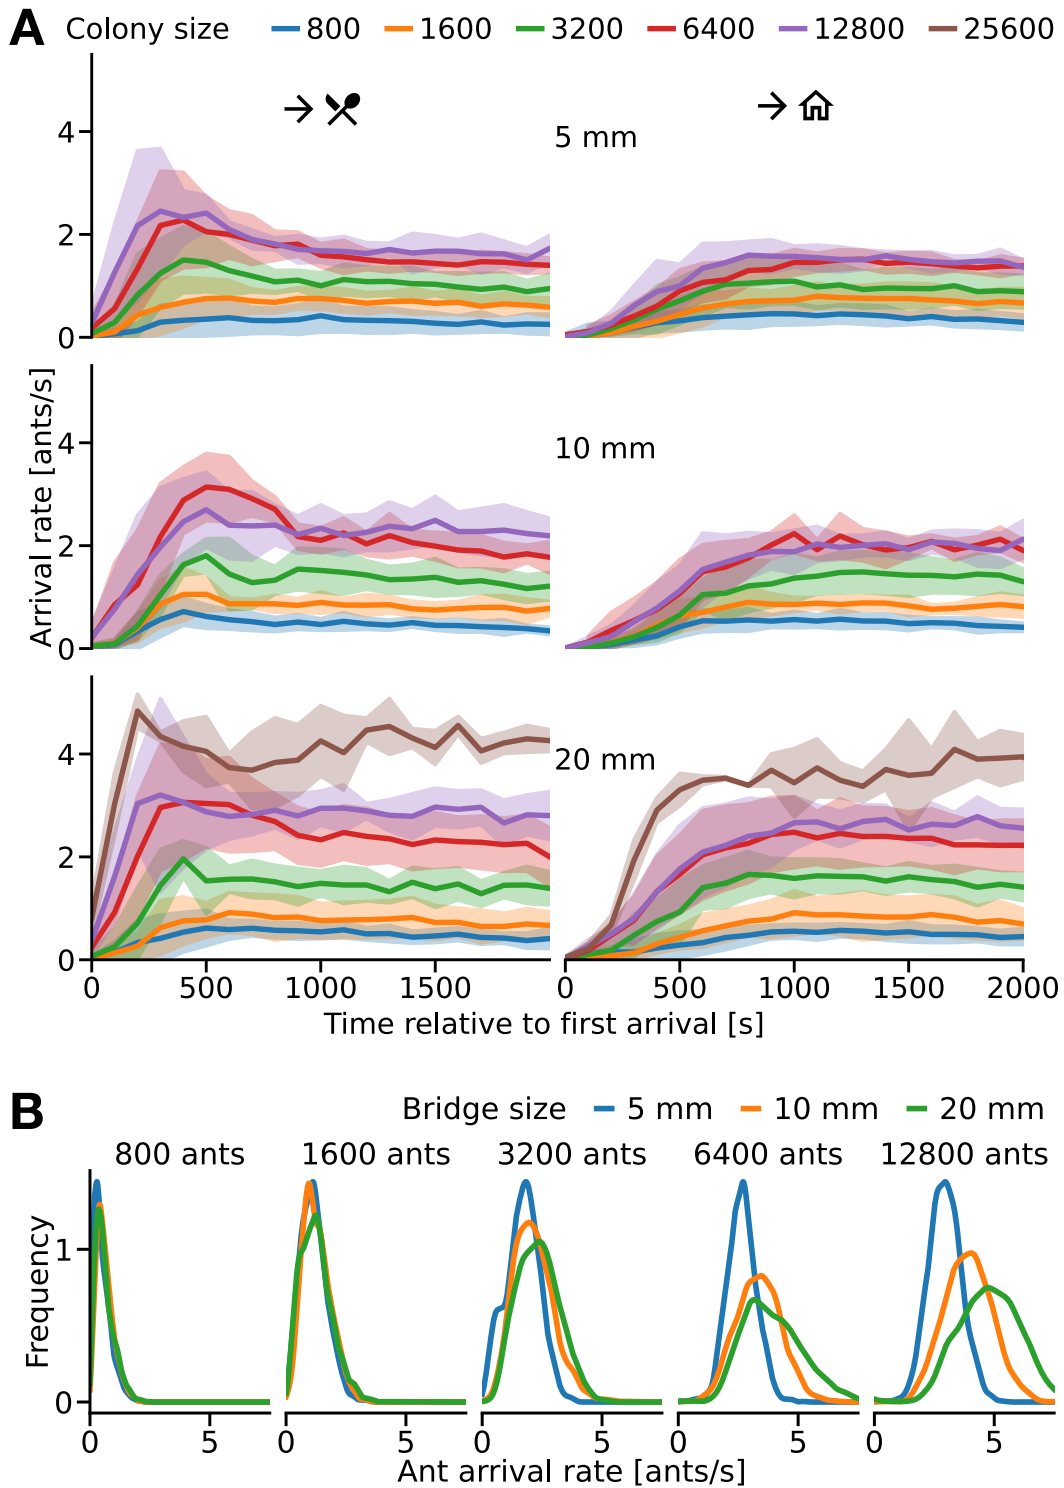 A Colony size 800 1600 3200 6400 12800 25600
5 mm
4
2
0
10 mm
4
2
0
20 mm
4
2
0
Arrival rate [ants/s]
0 500 1000 1500 0 500 1000 1500 2000
Time relative to first arrival [s]
B Bridge size 5 mm 10 mm 20 mm
800 ants 1600 ants 3200 ants 6400 ants 12800 ants
Frequency
1
0
0 5 0 5 0 5 0 5 0 5
Ant arrival rate [ants/s]